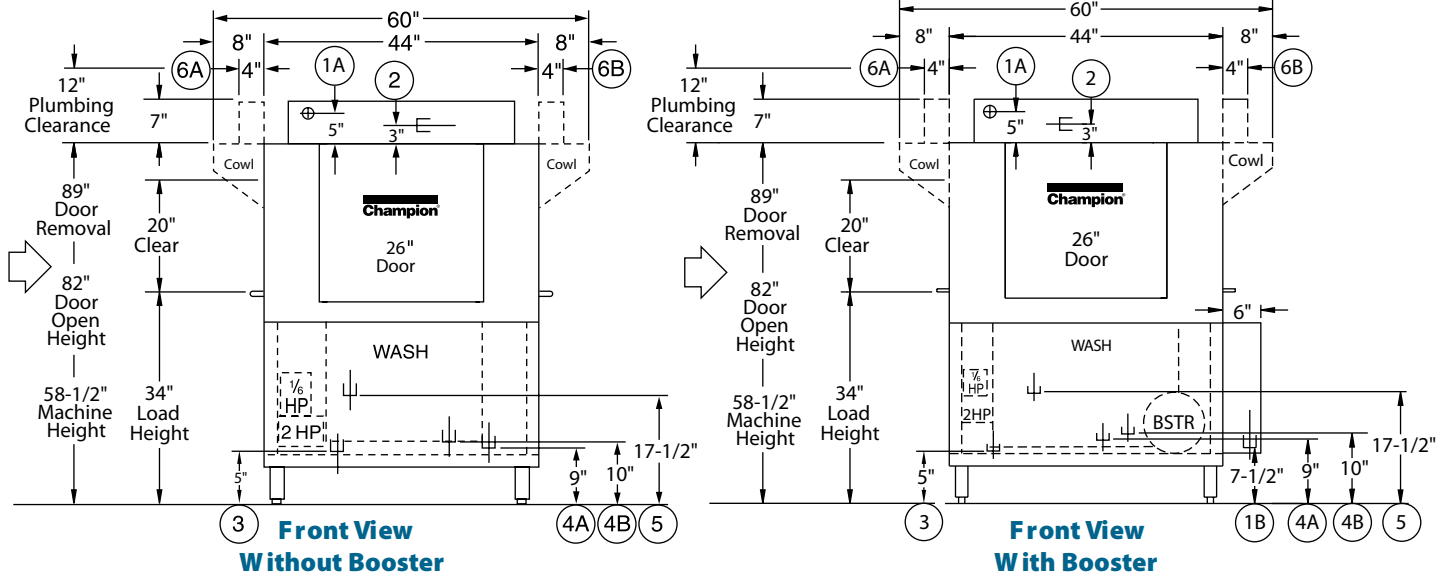 60"
8" 44" 8"
6A 4" 1A 2 4" 6B
12"
Plumbing
Clearance
7"
5"
3"
Cowl Cowl
89"
Door
Removal
Champion
20"
Clear
26"
Door
82"
Door
Open
Height
WASH
1/6
HP
2 HP
58-1/2"
Machine
Height
34"
Load
Height
17-1/2"
5" 9" 10"
3 4A 4B 5
Front View
Without Booster
60"
8" 44" 8"
6A 4" 1A 2 4" 6B
12"
Plumbing
Clearance
7"
5"
3"
Cowl Cowl
89"
Door
Removal
Champion
20"
Clear
26"
Door
82"
Door
Open
Height
6"
WASH
1/6
HP
2HP
BSTR
58-1/2"
Machine
Height
34"
Load
Height
17-1/2"
5" 7-1/2" 9" 10"
3 1B 4A 4B 5
Front View
With Booster